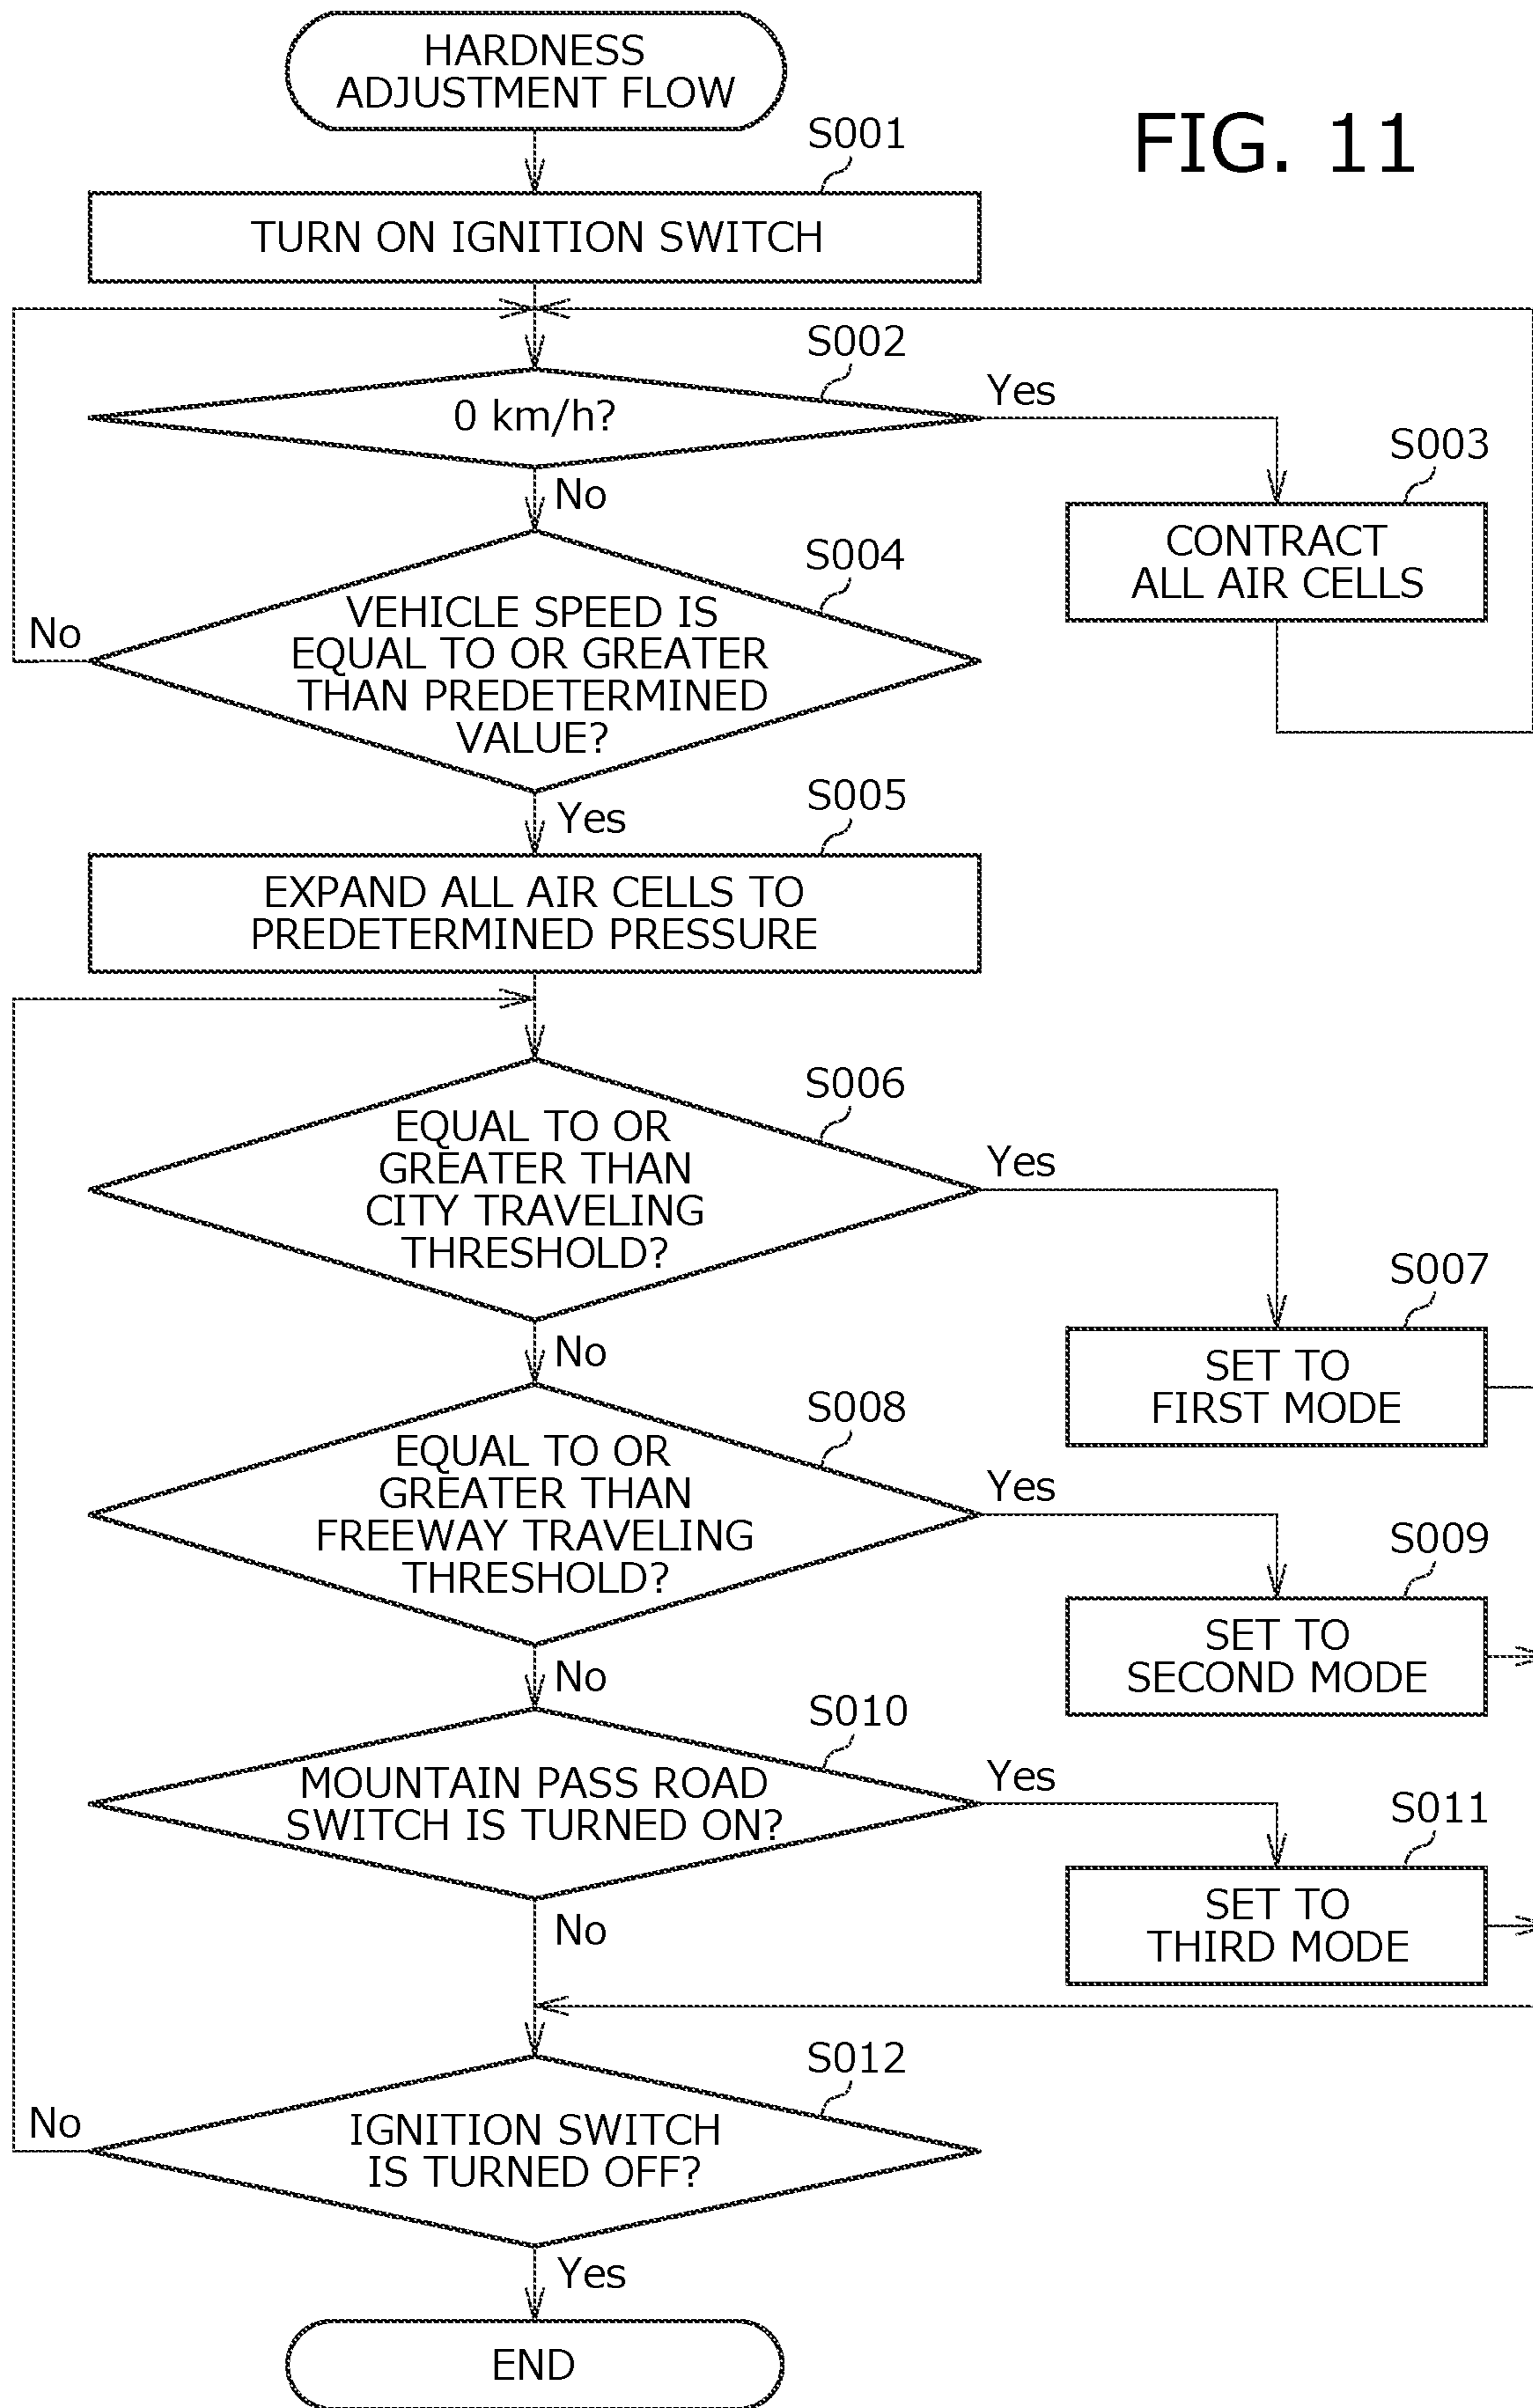 HARDNESS
ADJUSTMENT FLOW
FIG. 11
S001
TURN ON IGNITION SWITCH
S002
0 km/h?
Yes
No
S003
CONTRACT
ALL AIR CELLS
S004
VEHICLE SPEED IS
EQUAL TO OR GREATER
THAN PREDETERMINED
VALUE?
No
Yes
S005
EXPAND ALL AIR CELLS TO
PREDETERMINED PRESSURE
S006
EQUAL TO OR
GREATER THAN
CITY TRAVELING
THRESHOLD?
Yes
No
S007
SET TO
FIRST MODE
S008
EQUAL TO OR
GREATER THAN
FREEWAY TRAVELING
THRESHOLD?
Yes
No
S009
SET TO
SECOND MODE
S010
MOUNTAIN PASS ROAD
SWITCH IS TURNED ON?
Yes
No
S011
SET TO
THIRD MODE
S012
IGNITION SWITCH
IS TURNED OFF?
No
Yes
END